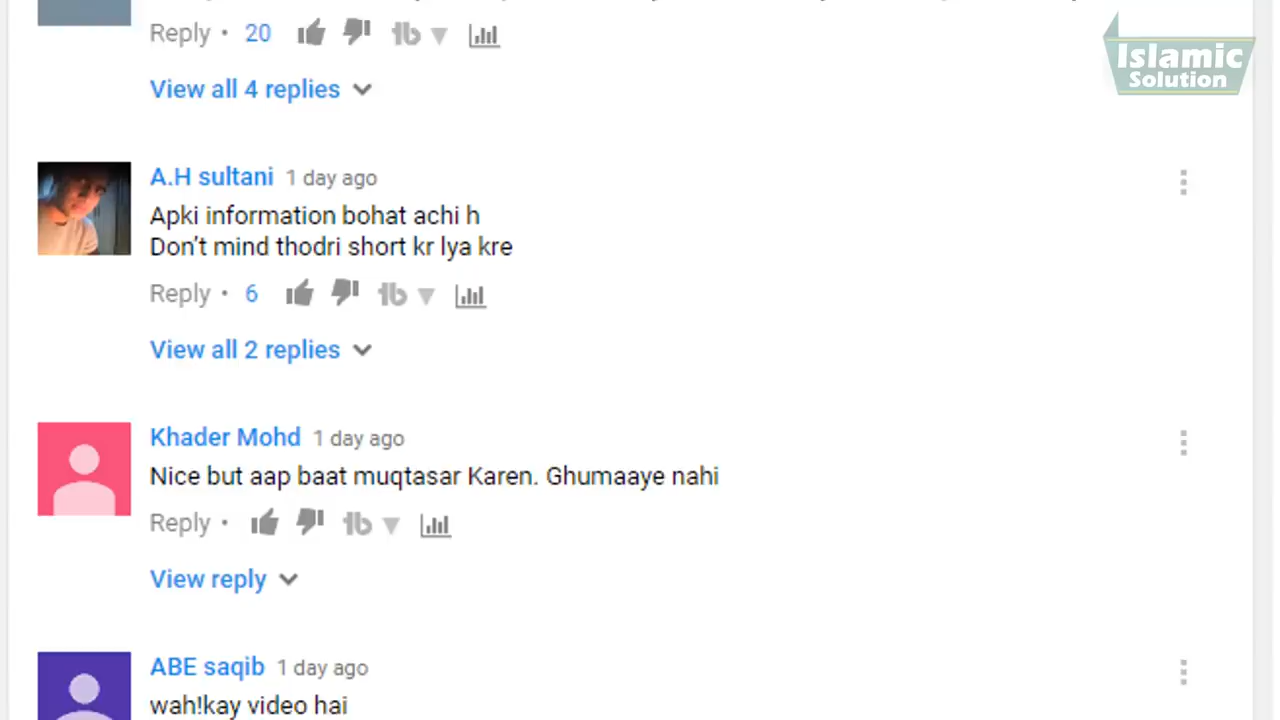 Reply • 20
View all 4 replies
Islamic
Solution
A.H sultani 1 day ago
Apki information bohat achi h
Don't mind thodri short kr lya kre
Reply • 6
View all 2 replies
Khader Mohd 1 day ago
Nice but aap baat muqtasar Karen. Ghumaaye nahi
Reply •
View reply
ABE saqib 1 day ago
wah!kay video hai